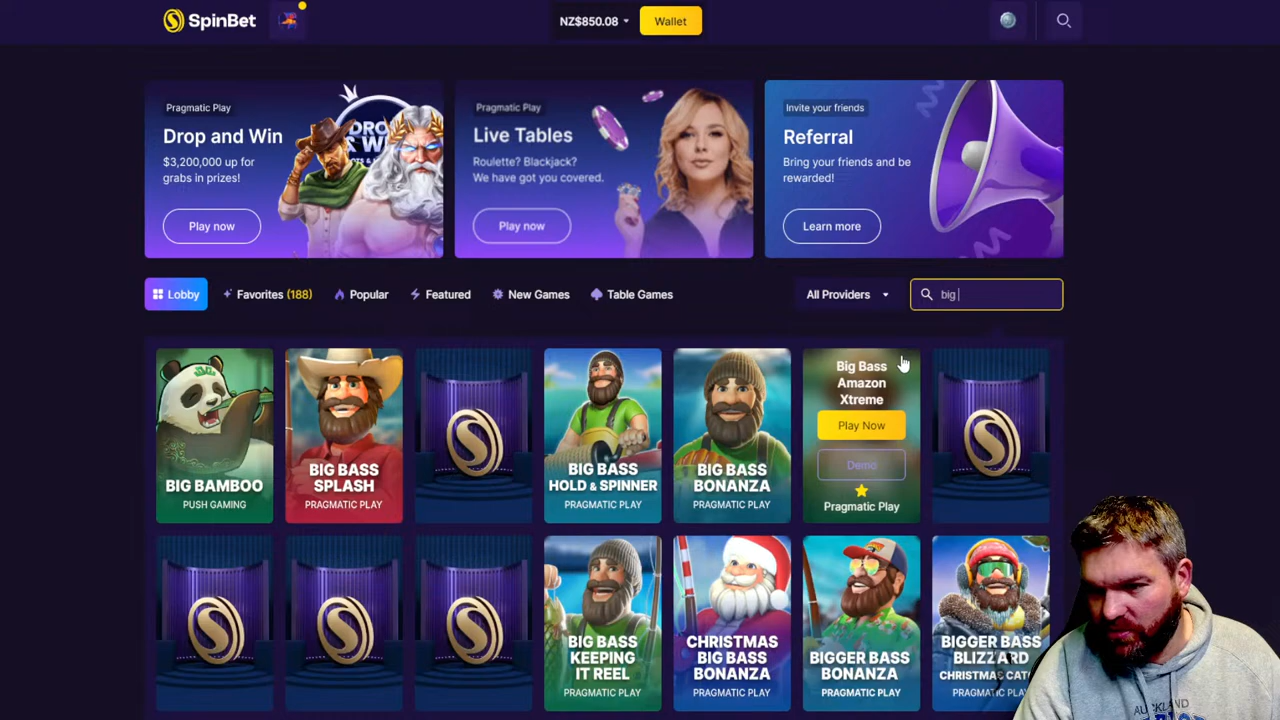 SpinBet
NZ$850.08
Wallet
Pragmatic Play
Drop and Win
$3,200,000 up for
grabs in prizes!
Play now
Pragmatic Play
Live Tables
Roulette? Blackjack?
We have got you covered.
Play now
Invite your friends
Referral
Bring your friends and be
rewarded!
Learn more
Lobby
Favorites (188)
Popular
Featured
New Games
Table Games
All Providers
big
BIG BAMBOO
PUSH GAMING
BIG BASS
SPLASH
PRAGMATIC PLAY
BIG BASS
HOLD & SPINNER
PRAGMATIC PLAY
BIG BASS
BONANZA
PRAGMATIC PLAY
Big Bass
Amazon
Xtreme
Play Now
Demo
Pragmatic Play
BIG BASS
KEEPING
IT REEL
PRAGMATIC PLAY
CHRISTMAS
BIG BASS
BONANZA
PRAGMATIC PLAY
BIGGER BASS
BONANZA
PRAGMATIC PLAY
BIGGER BASS
BLIZZARD
CHRISTMAS
PRAGMATIC
AUCKLAND